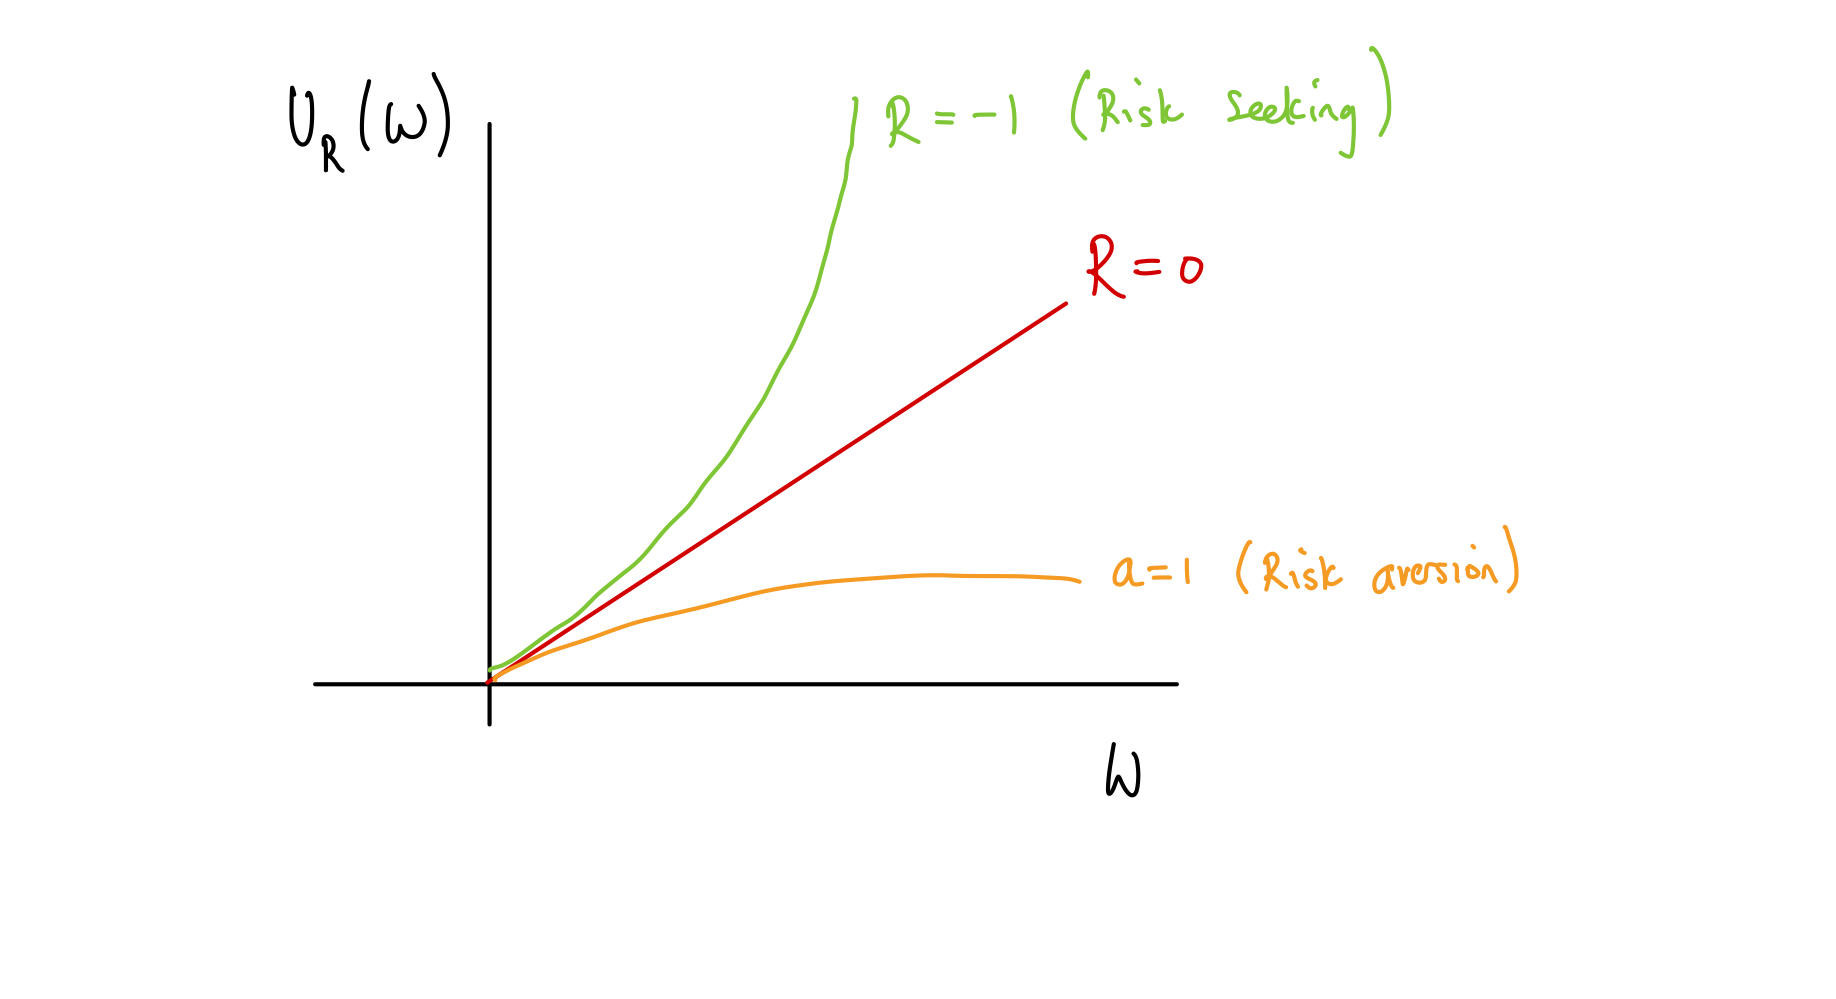 U_R(W)
R = -1 (Risk seeking)
R = 0
a = 1 (Risk aversion)
W